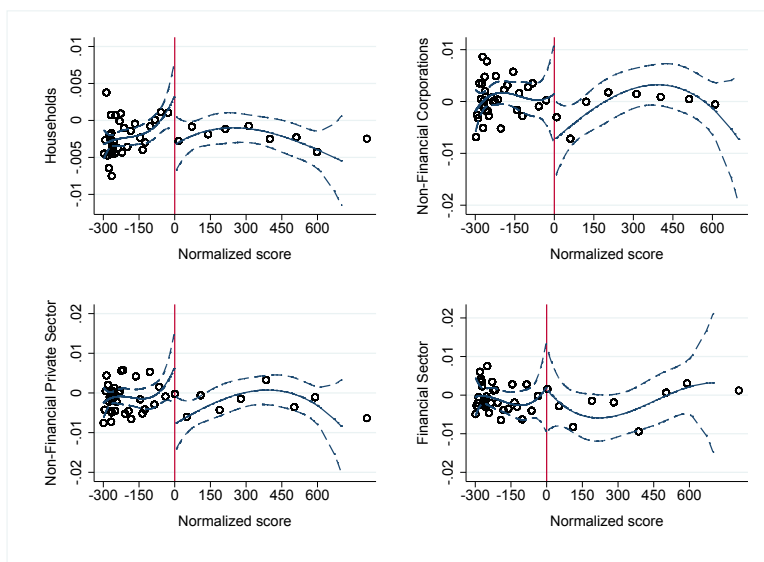 Households
.01
.005
0
-.005
-.01
-300 -150 0 150 300 450 600
Normalized score
Non-Financial Corporations
.01
0
-.01
-.02
-300 -150 0 150 300 450 600
Normalized score
Non-Financial Private Sector
.02
.01
0
-.01
-.02
-300 -150 0 150 300 450 600
Normalized score
Financial Sector
.02
.01
0
-.01
-.02
-300 -150 0 150 300 450 600
Normalized score